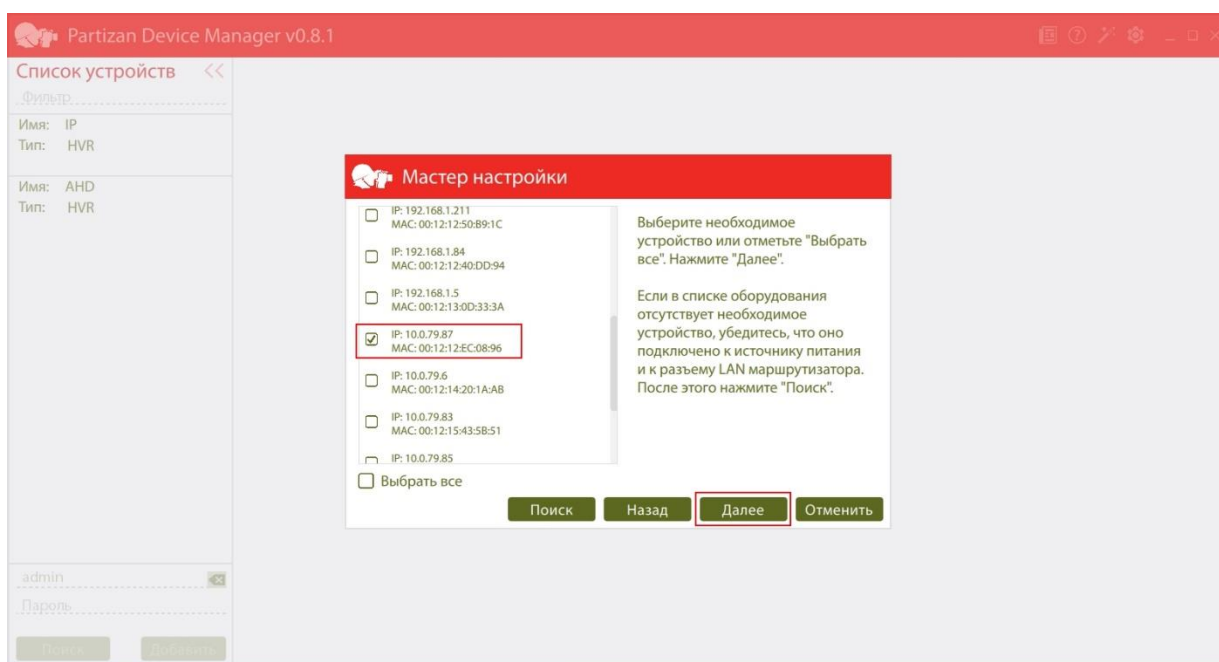 Partizan Device Manager v0.8.1
Список устройств <<
Фильтр
Имя: IP
Тип: HVR
Имя: AHD
Тип: HVR
admin
Пароль
Поиск Добавить
Мастер настройки
IP: 192.168.1.211
MAC: 00:12:12:50:B9:1C
IP: 192.168.1.84
MAC: 00:12:12:40:DD:94
IP: 192.168.1.5
MAC: 00:12:13:0D:33:3A
IP: 10.0.79.87
MAC: 00:12:12:EC:08:96
IP: 10.0.79.6
MAC: 00:12:14:20:1A:AB
IP: 10.0.79.83
MAC: 00:12:15:43:5B:51
IP: 10.0.79.85
Выбрать все
Выберите необходимое
устройство или отметьте "Выбрать
все". Нажмите "Далее".
Если в списке оборудования
отсутствует необходимое
устройство, убедитесь, что оно
подключено к источнику питания
и к разъему LAN маршрутизатора.
После этого нажмите "Поиск".
Поиск Назад Далее Отменить